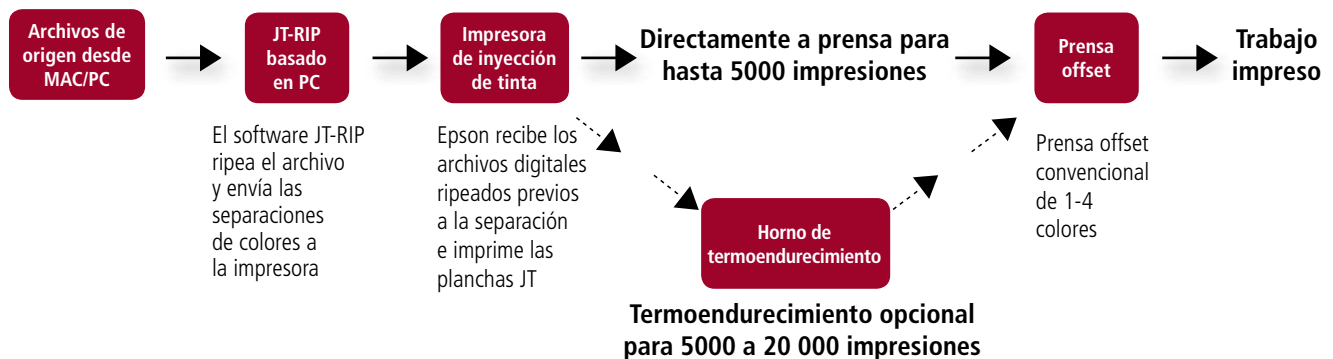 Archivos de
origen desde
MAC/PC
JT-RIP
basado
en PC
El software JT-RIP
ripea el archivo
y envía las
separaciones
de colores a
la impresora
Impresora
de inyección
de tinta
Epson recibe los
archivos digitales
ripeados previos
a la separación
e imprime las
planchas JT
Directamente a prensa para
hasta 5000 impresiones
Horno de
termoendurecimiento
Termoendurecimiento opcional
para 5000 a 20 000 impresiones
Prensa
offset
Prensa offset
convencional
de 1-4
colores
Trabajo
impreso